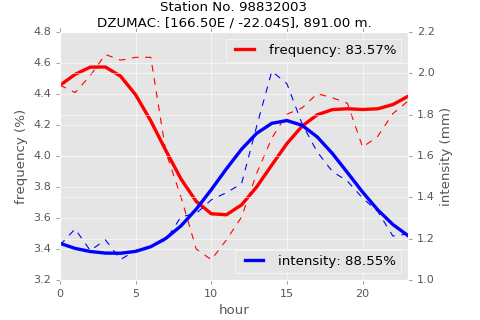 Station No. 98832003
DZUMAC: [166.50E / -22.04S], 891.00 m.
4.8
4.6
4.4
4.2
4.0
3.8
3.6
3.4
3.2
frequency (%)
frequency: 83.57%
intensity: 88.55%
2.2
2.0
1.8
1.6
1.4
1.2
1.0
intensity (mm)
0 5 10 15 20
hour